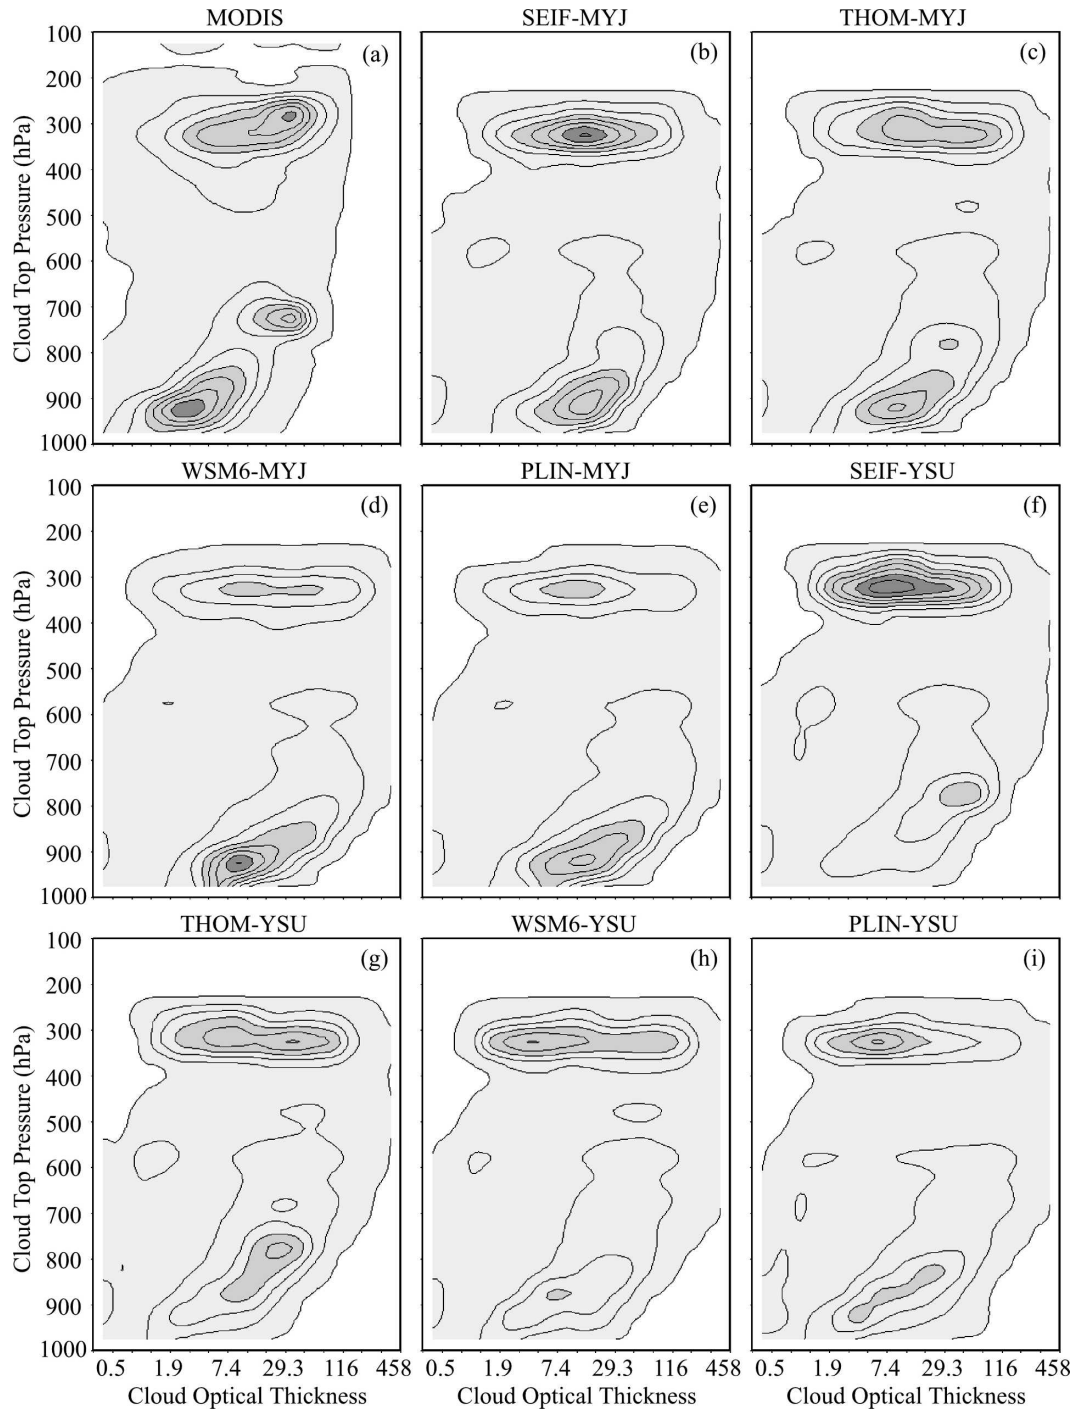 MODIS SEIF-MYJ THOM-MYJ
100 (a) (b) (c)
200
300
400
500
600
700
800
900
1000
Cloud Top Pressure (hPa)
WSM6-MYJ PLIN-MYJ SEIF-YSU
100 (d) (e) (f)
200
300
400
500
600
700
800
900
1000
Cloud Top Pressure (hPa)
THOM-YSU WSM6-YSU PLIN-YSU
100 (g) (h) (i)
200
300
400
500
600
700
800
900
1000
Cloud Top Pressure (hPa)
0.5 1.9 7.4 29.3 116 458 0.5 1.9 7.4 29.3 116 458 0.5 1.9 7.4 29.3 116 458
Cloud Optical Thickness Cloud Optical Thickness Cloud Optical Thickness